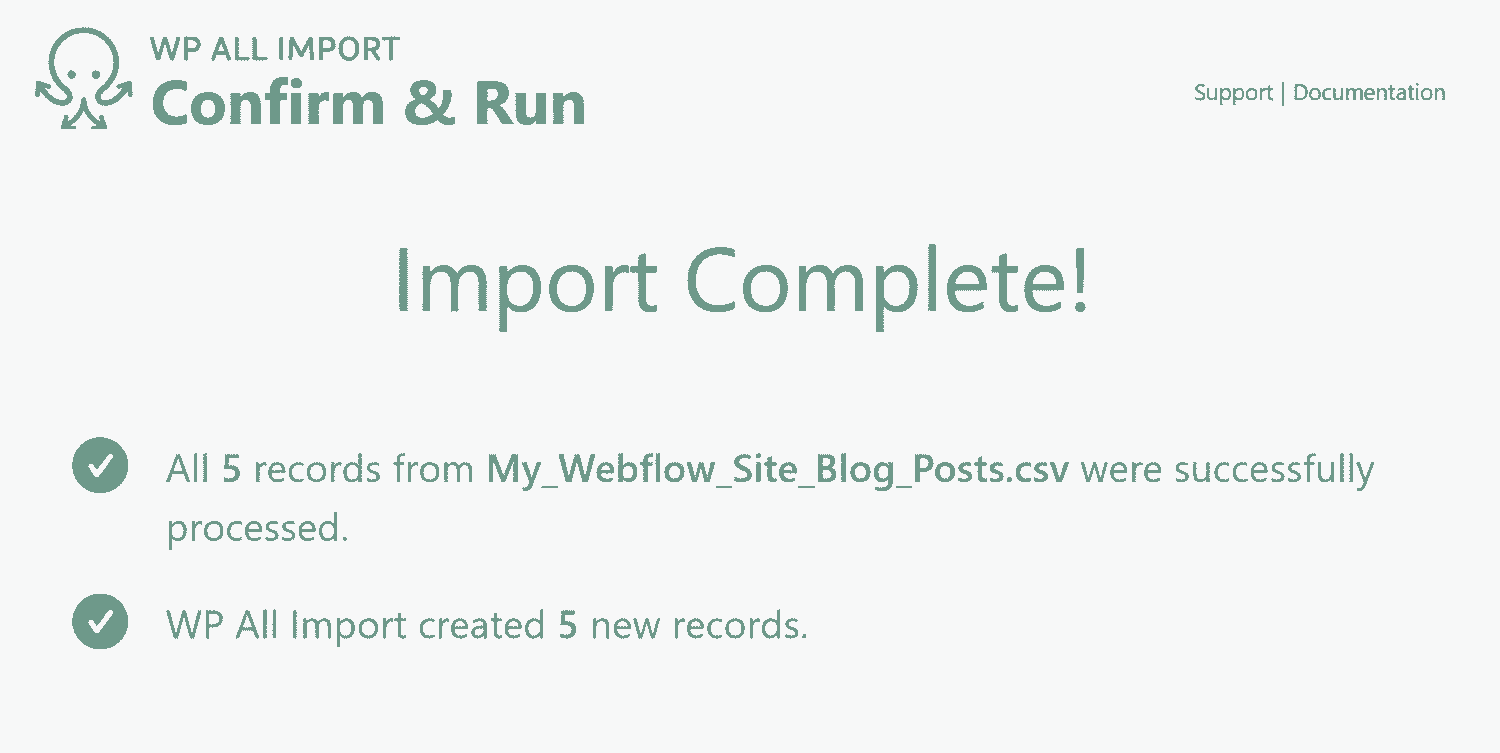 WP ALL IMPORT
Confirm & Run
Support | Documentation
Import Complete!
All 5 records from My_Webflow_Site_Blog_Posts.csv were successfully
processed.
WP All Import created 5 new records.